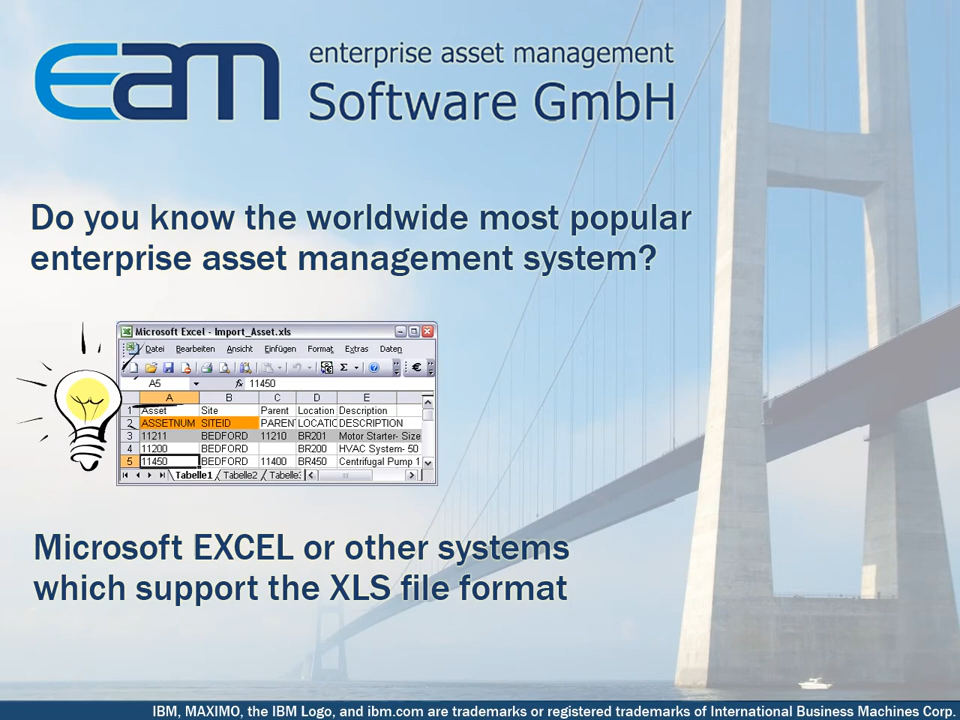 eam
enterprise asset management
Software GmbH
Do you know the worldwide most popular
enterprise asset management system?
Microsoft Excel - Import_Asset.xls
Datei Bearbeiten Ansicht Einfügen Format Extras Daten
A5 fx 11450
A B C D E
1 Asset Site Parent Location Description
2 ASSETNUM SITEID PARENT LOCATIO DESCRIPTION
3 11211 BEDFORD 11210 BR201 Motor Starter- Size
4 11200 BEDFORD BR200 HVAC System- 50
5 11450 BEDFORD 11400 BR450 Centrifugal Pump 1
Tabelle1 Tabelle2 Tabelle3
Microsoft EXCEL or other systems
which support the XLS file format
IBM, MAXIMO, the IBM Logo, and ibm.com are trademarks or registered trademarks of International Business Machines Corp.